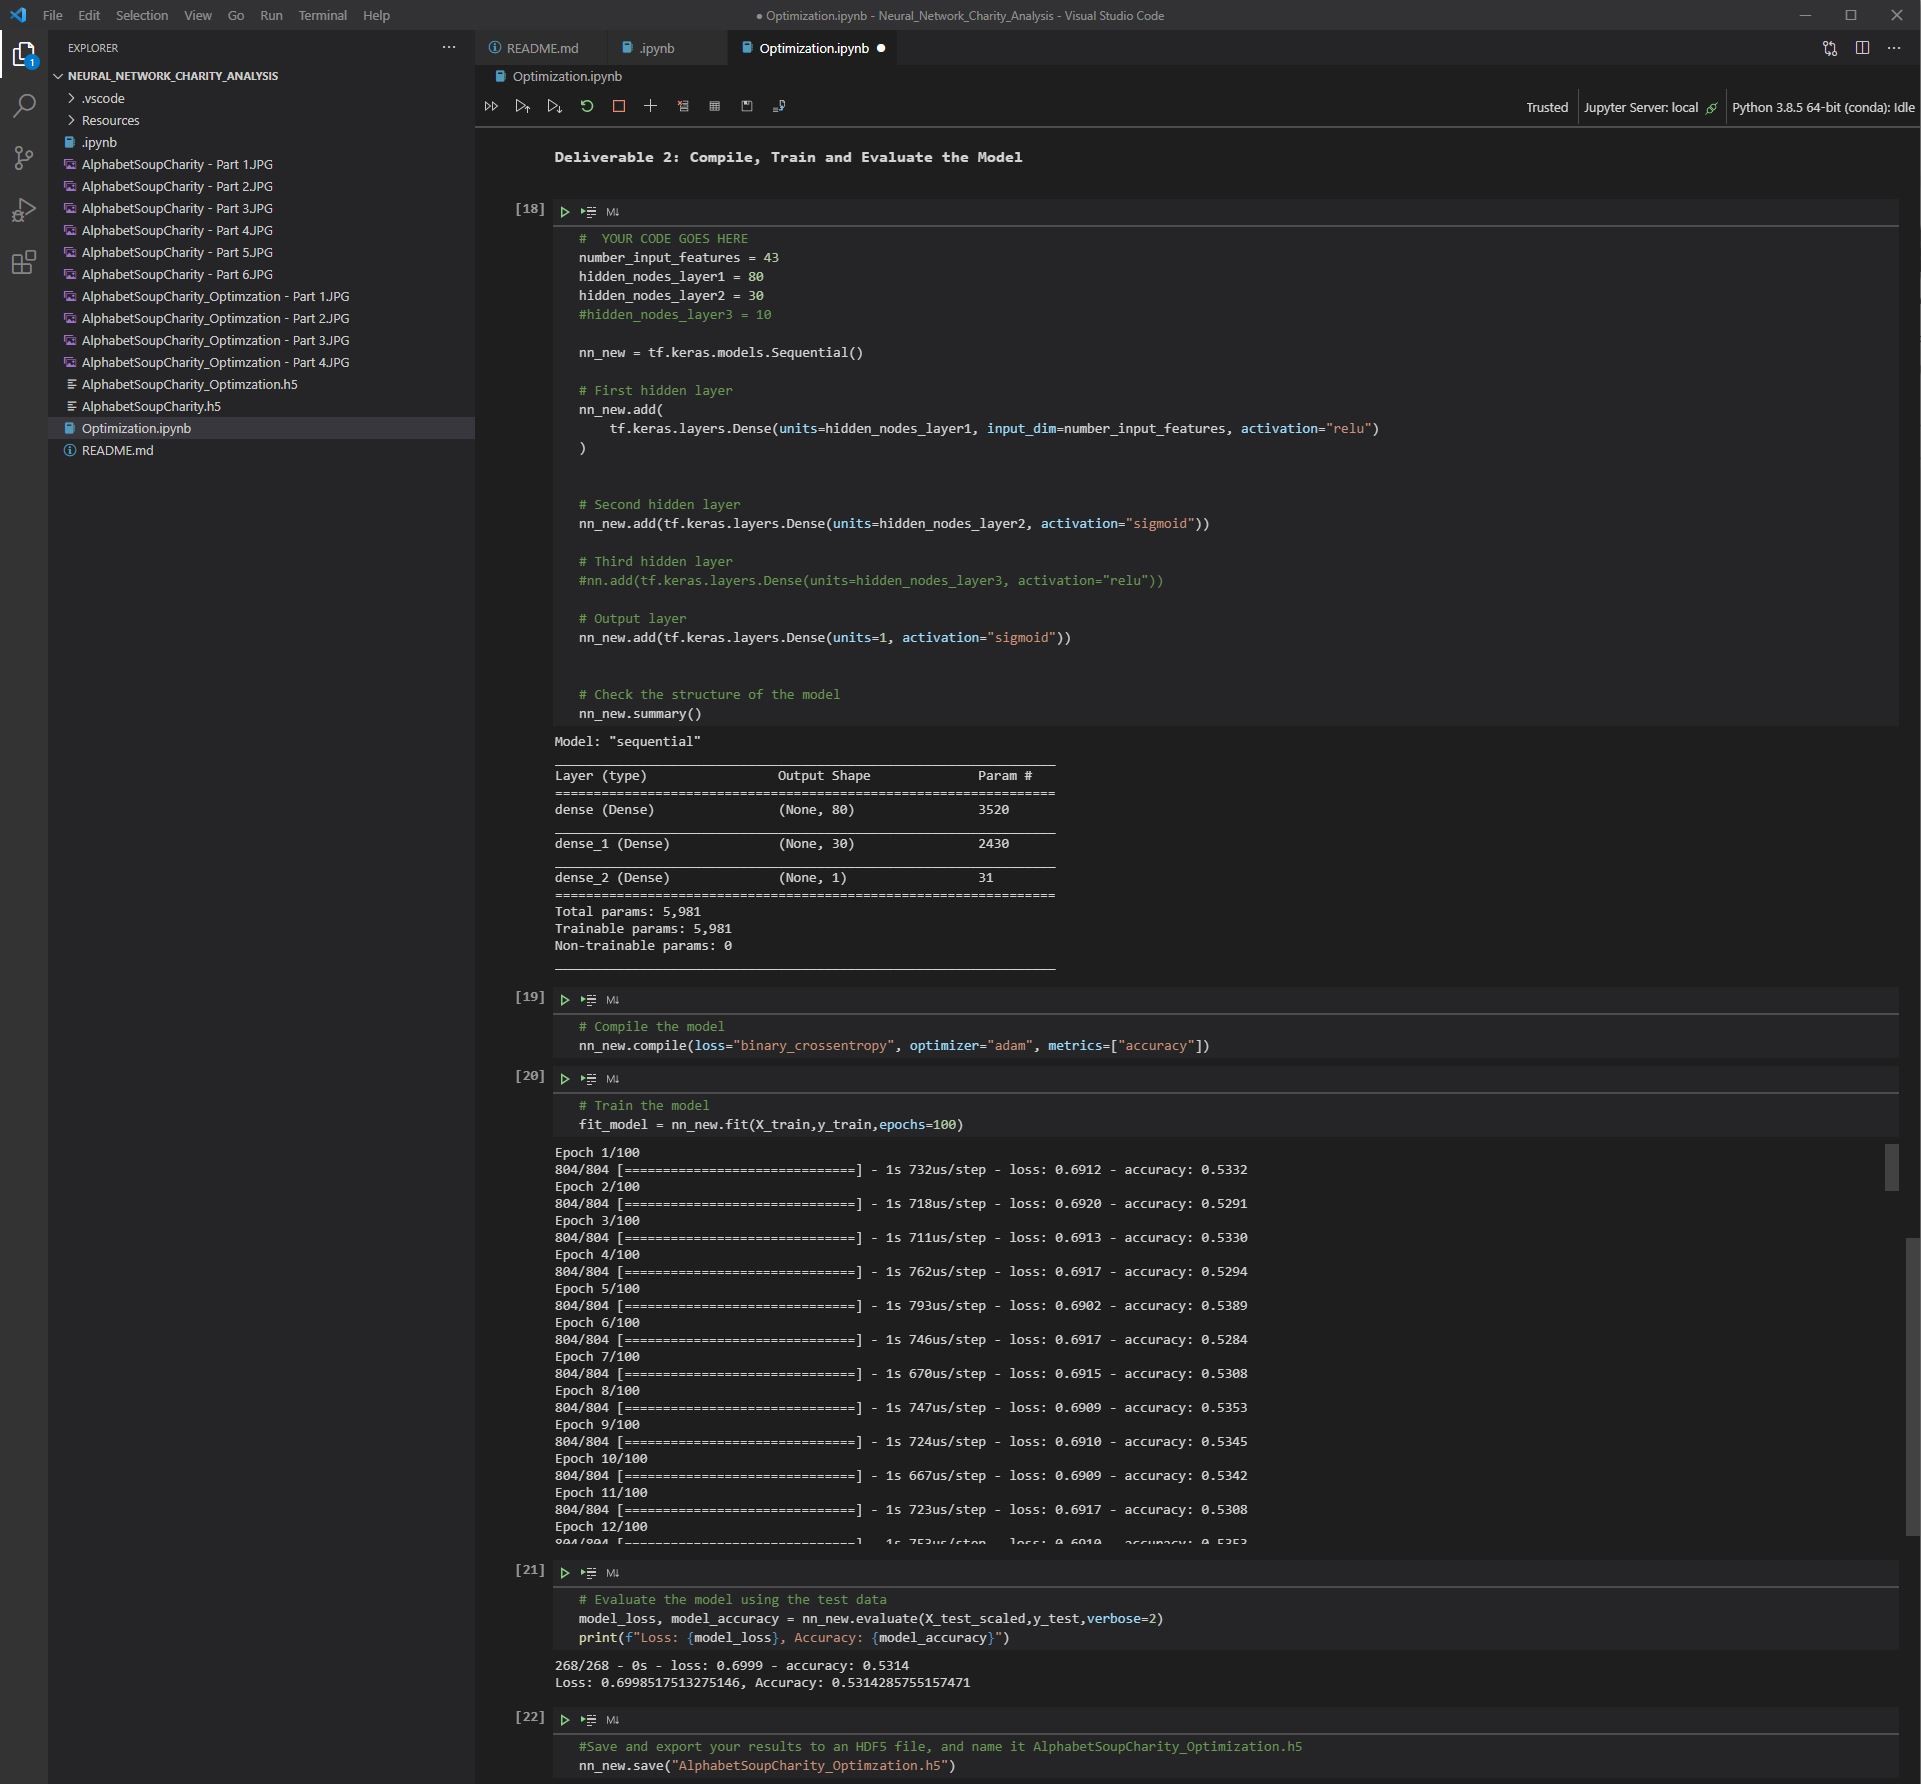 File Edit Selection View Go Run Terminal Help
● Optimization.ipynb - Neural_Network_Charity_Analysis - Visual Studio Code
1
EXPLORER
NEURAL_NETWORK_CHARITY_ANALYSIS
.vscode
Resources
.ipynb
AlphabetSoupCharity - Part 1.JPG
AlphabetSoupCharity - Part 2.JPG
AlphabetSoupCharity - Part 3.JPG
AlphabetSoupCharity - Part 4.JPG
AlphabetSoupCharity - Part 5.JPG
AlphabetSoupCharity - Part 6.JPG
AlphabetSoupCharity_Optimzation - Part 1.JPG
AlphabetSoupCharity_Optimzation - Part 2.JPG
AlphabetSoupCharity_Optimzation - Part 3.JPG
AlphabetSoupCharity_Optimzation - Part 4.JPG
AlphabetSoupCharity_Optimzation.h5
AlphabetSoupCharity.h5
Optimization.ipynb
README.md
README.md .ipynb Optimization.ipynb ●
Optimization.ipynb
Trusted Jupyter Server: local Python 3.8.5 64-bit (conda): Idle
Deliverable 2: Compile, Train and Evaluate the Model
[18] M↓
#  YOUR CODE GOES HERE
number_input_features = 43
hidden_nodes_layer1 = 80
hidden_nodes_layer2 = 30
#hidden_nodes_layer3 = 10
nn_new = tf.keras.models.Sequential()
# First hidden layer
nn_new.add(
    tf.keras.layers.Dense(units=hidden_nodes_layer1, input_dim=number_input_features, activation="relu")
)
# Second hidden layer
nn_new.add(tf.keras.layers.Dense(units=hidden_nodes_layer2, activation="sigmoid"))
# Third hidden layer
#nn.add(tf.keras.layers.Dense(units=hidden_nodes_layer3, activation="relu"))
# Output layer
nn_new.add(tf.keras.layers.Dense(units=1, activation="sigmoid"))
# Check the structure of the model
nn_new.summary()
Model: "sequential"
_________________________________________________________________
Layer (type)                 Output Shape              Param #
=================================================================
dense (Dense)                (None, 80)                3520
_________________________________________________________________
dense_1 (Dense)              (None, 30)                2430
_________________________________________________________________
dense_2 (Dense)              (None, 1)                 31
=================================================================
Total params: 5,981
Trainable params: 5,981
Non-trainable params: 0
_________________________________________________________________
[19] M↓
# Compile the model
nn_new.compile(loss="binary_crossentropy", optimizer="adam", metrics=["accuracy"])
[20] M↓
# Train the model
fit_model = nn_new.fit(X_train,y_train,epochs=100)
Epoch 1/100
804/804 [==============================] - 1s 732us/step - loss: 0.6912 - accuracy: 0.5332
Epoch 2/100
804/804 [==============================] - 1s 718us/step - loss: 0.6920 - accuracy: 0.5291
Epoch 3/100
804/804 [==============================] - 1s 711us/step - loss: 0.6913 - accuracy: 0.5330
Epoch 4/100
804/804 [==============================] - 1s 762us/step - loss: 0.6917 - accuracy: 0.5294
Epoch 5/100
804/804 [==============================] - 1s 793us/step - loss: 0.6902 - accuracy: 0.5389
Epoch 6/100
804/804 [==============================] - 1s 746us/step - loss: 0.6917 - accuracy: 0.5284
Epoch 7/100
804/804 [==============================] - 1s 670us/step - loss: 0.6915 - accuracy: 0.5308
Epoch 8/100
804/804 [==============================] - 1s 747us/step - loss: 0.6909 - accuracy: 0.5353
Epoch 9/100
804/804 [==============================] - 1s 724us/step - loss: 0.6910 - accuracy: 0.5345
Epoch 10/100
804/804 [==============================] - 1s 667us/step - loss: 0.6909 - accuracy: 0.5342
Epoch 11/100
804/804 [==============================] - 1s 723us/step - loss: 0.6917 - accuracy: 0.5308
Epoch 12/100
804/804 [==============================] - 1s 753us/step - loss: 0.6910 - accuracy: 0.5353
[21] M↓
# Evaluate the model using the test data
model_loss, model_accuracy = nn_new.evaluate(X_test_scaled,y_test,verbose=2)
print(f"Loss: {model_loss}, Accuracy: {model_accuracy}")
268/268 - 0s - loss: 0.6999 - accuracy: 0.5314
Loss: 0.6998517513275146, Accuracy: 0.5314285755157471
[22] M↓
#Save and export your results to an HDF5 file, and name it AlphabetSoupCharity_Optimization.h5
nn_new.save("AlphabetSoupCharity_Optimzation.h5")